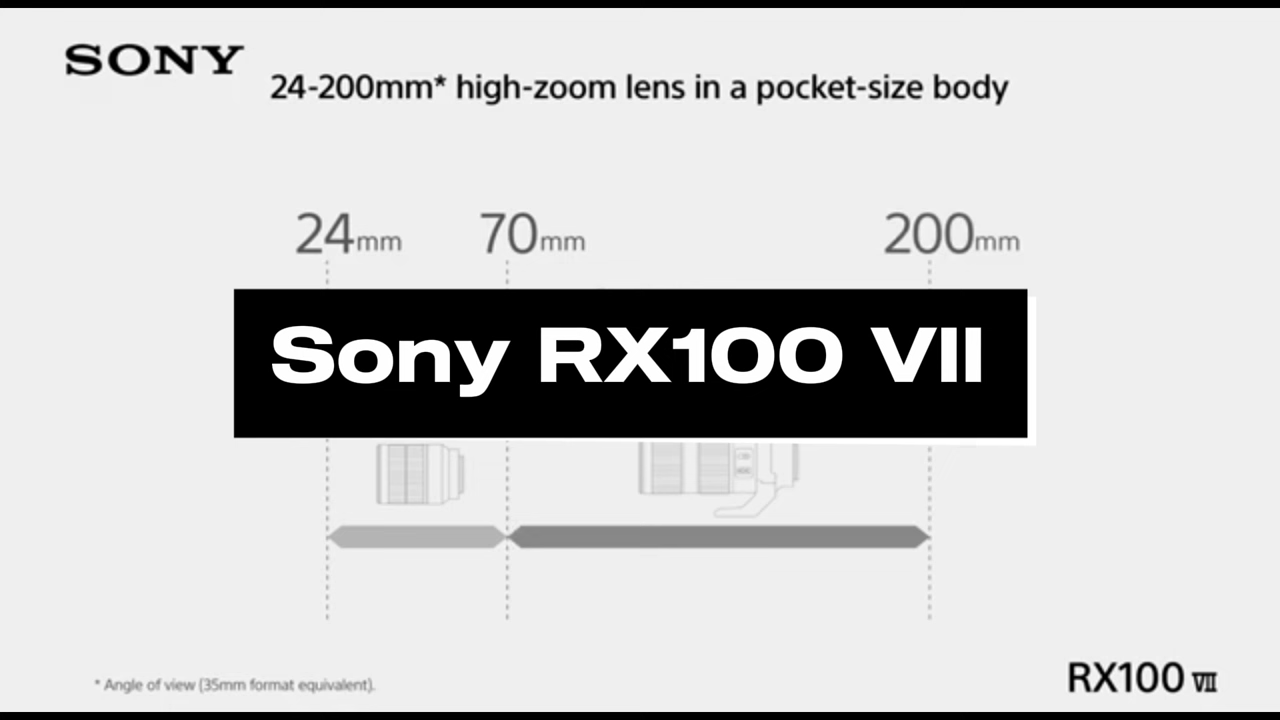 SONY
24-200mm* high-zoom lens in a pocket-size body
24mm 70mm 200mm
Sony RX100 VII
* Angle of view (35mm format equivalent).
RX100 VII